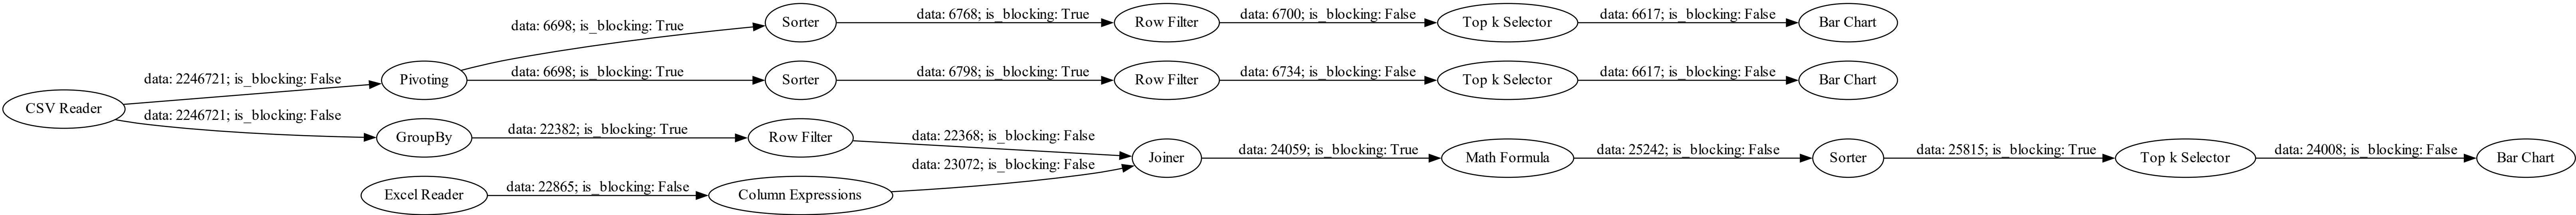 data: 6698; is_blocking: True
Sorter
data: 6768; is_blocking: True
Row Filter
data: 6700; is_blocking: False
Top k Selector
data: 6617; is_blocking: False
Bar Chart
CSV Reader
data: 2246721; is_blocking: False
Pivoting
data: 6698; is_blocking: True
Sorter
data: 6798; is_blocking: True
Row Filter
data: 6734; is_blocking: False
Top k Selector
data: 6617; is_blocking: False
Bar Chart
data: 2246721; is_blocking: False
GroupBy
data: 22382; is_blocking: True
Row Filter
data: 22368; is_blocking: False
Joiner
data: 24059; is_blocking: True
Math Formula
data: 25242; is_blocking: False
Sorter
data: 25815; is_blocking: True
Top k Selector
data: 24008; is_blocking: False
Bar Chart
Excel Reader
data: 22865; is_blocking: False
Column Expressions
data: 23072; is_blocking: False